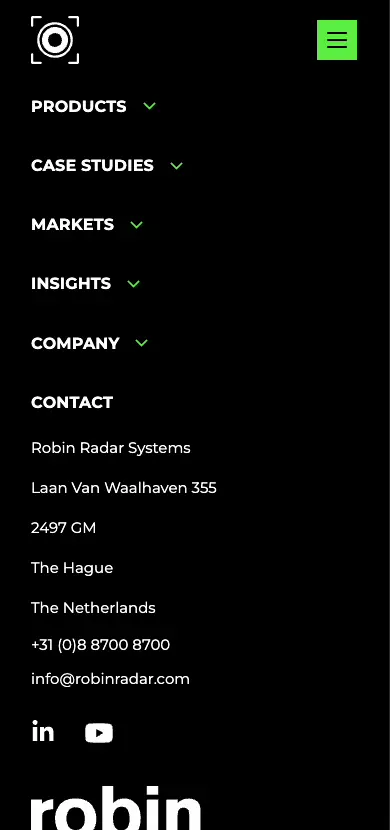 PRODUCTS
CASE STUDIES
MARKETS
INSIGHTS
COMPANY
CONTACT
Robin Radar Systems
Laan Van Waalhaven 355
2497 GM
The Hague
The Netherlands
+31 (0)8 8700 8700
info@robinradar.com
in
robin